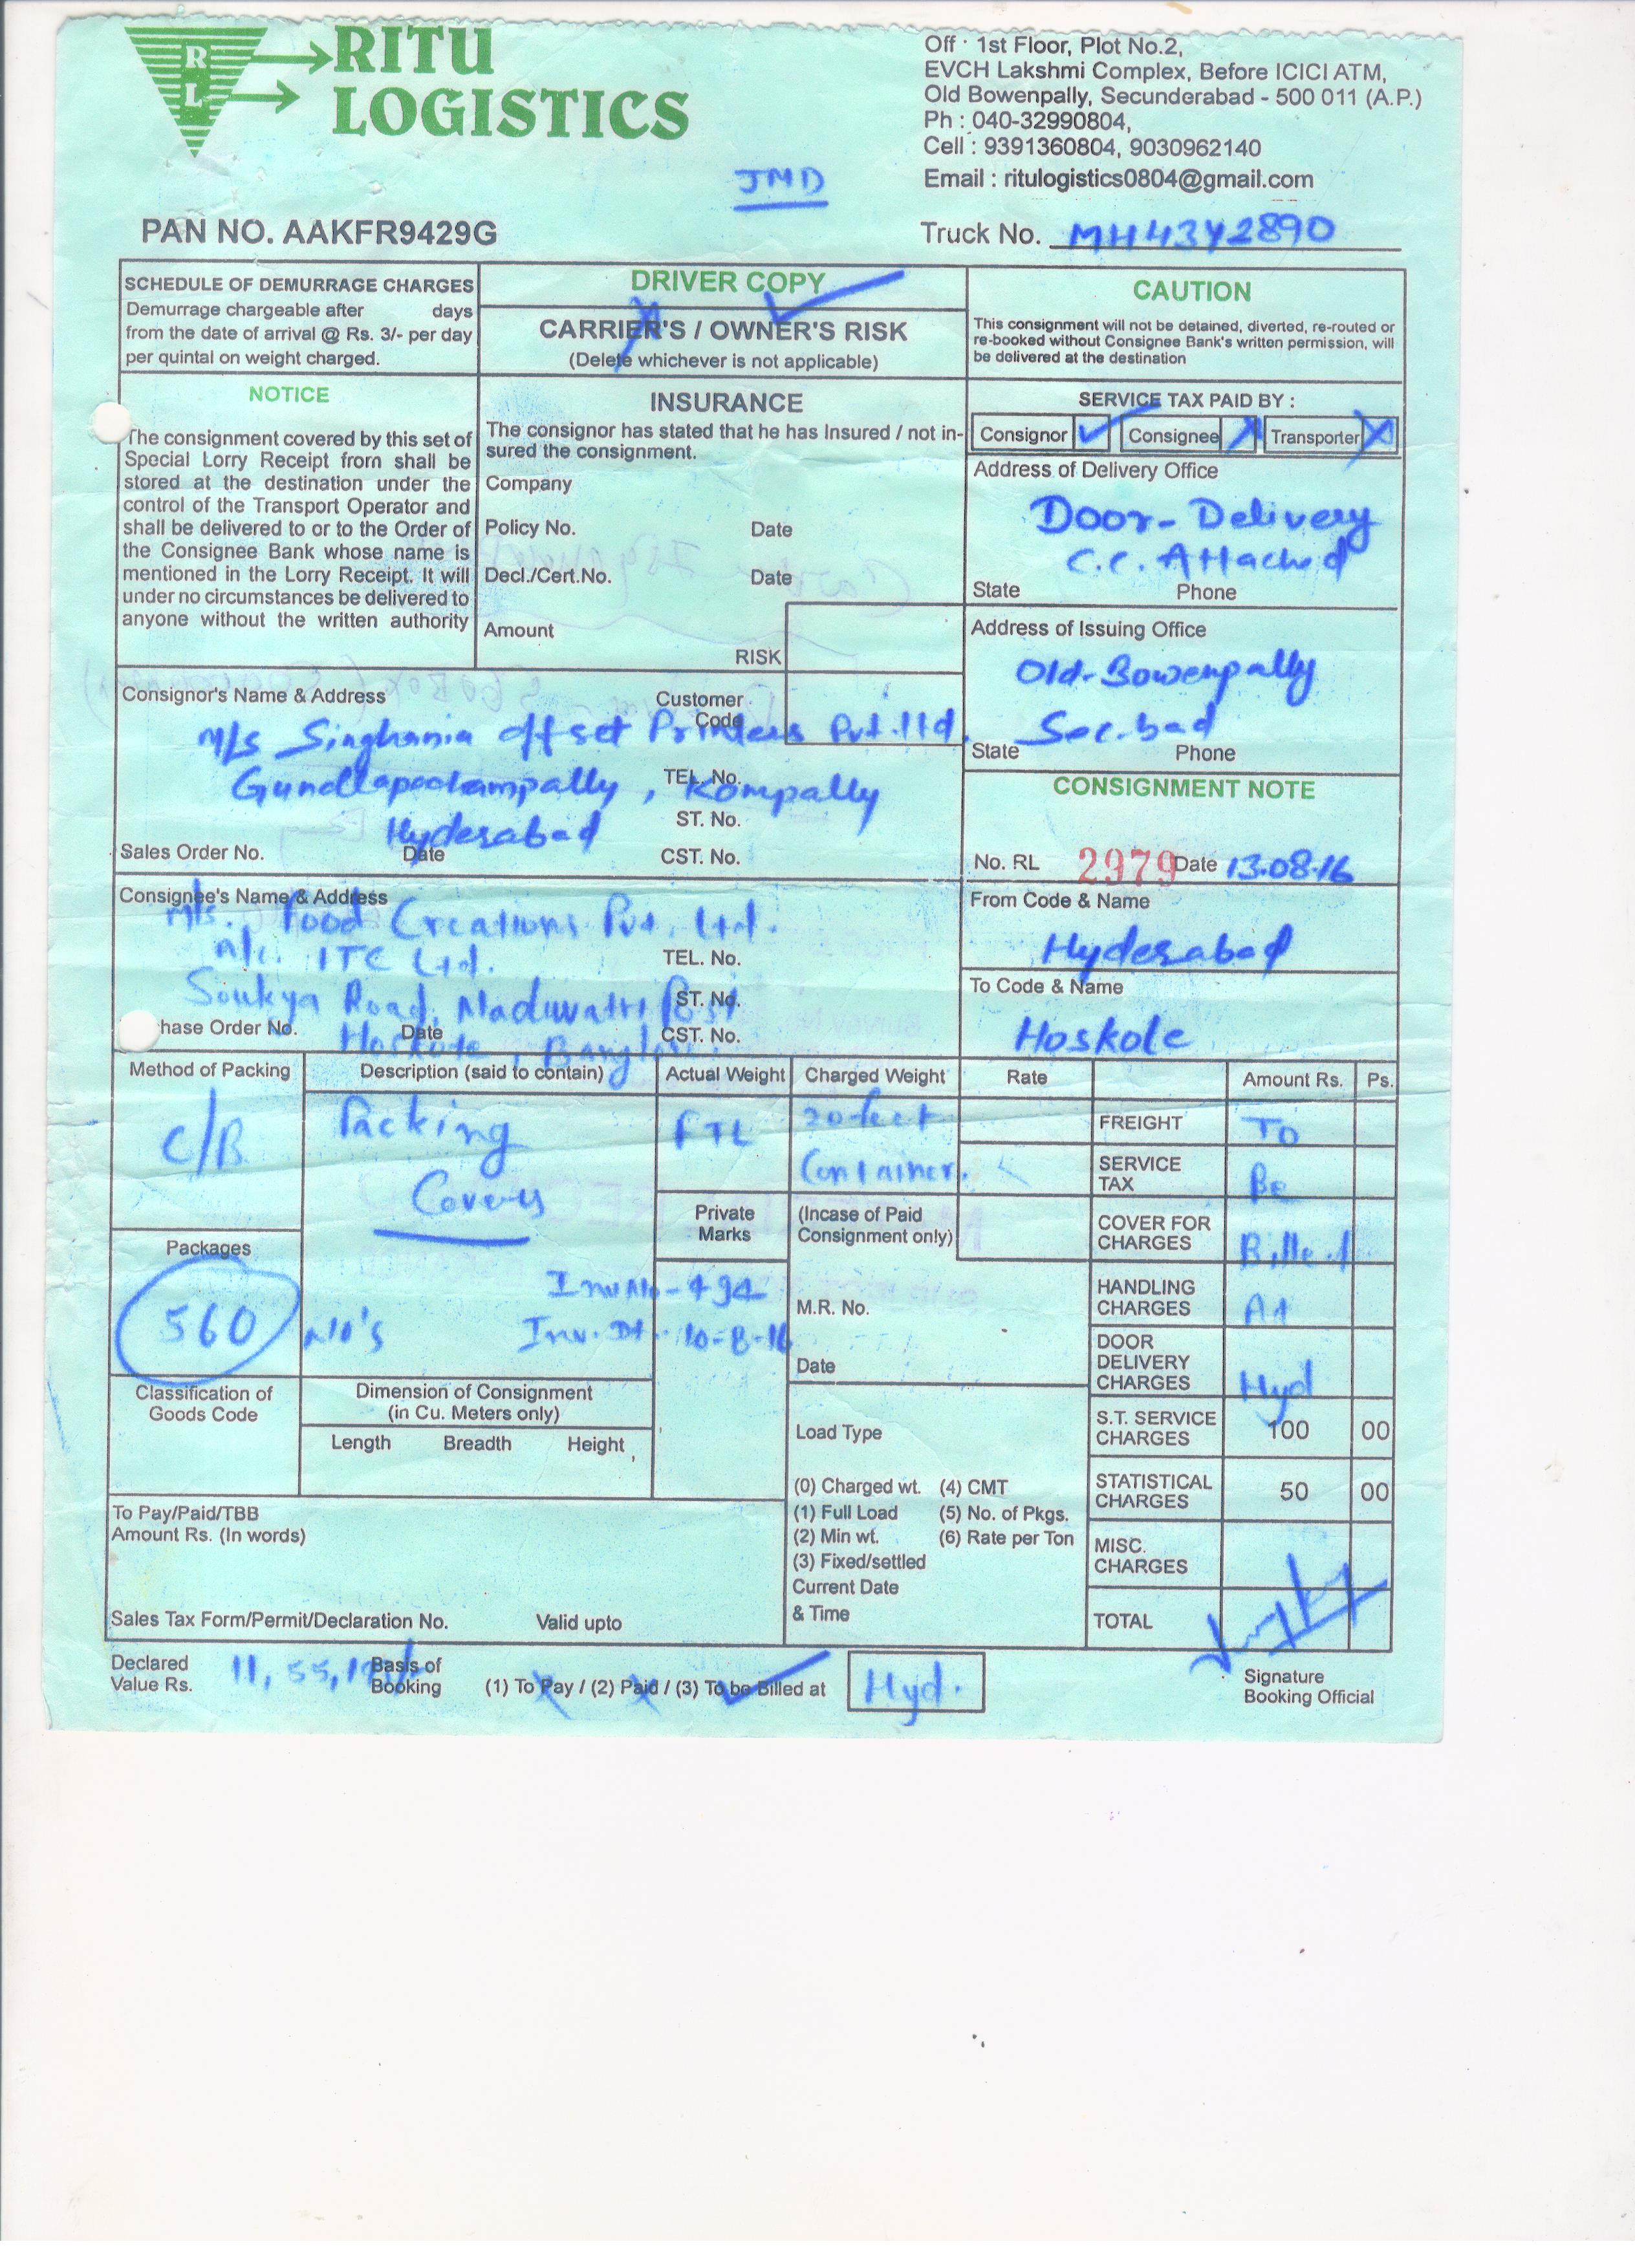 RL
RITU
LOGISTICS
Off : 1st Floor, Plot No.2,
EVCH Lakshmi Complex, Before ICICI ATM,
Old Bowenpally, Secunderabad - 500 011 (A.P.)
Ph : 040-32990804,
Cell : 9391360804, 9030962140
Email : ritulogistics0804@gmail.com
JMD
PAN NO. AAKFR9429G
Truck No. MH43Y2890
SCHEDULE OF DEMURRAGE CHARGES
Demurrage chargeable after days
from the date of arrival @ Rs. 3/- per day
per quintal on weight charged.
DRIVER COPY
CARRIER'S / OWNER'S RISK
(Delete whichever is not applicable)
CAUTION
This consignment will not be detained, diverted, re-routed or
re-booked without Consignee Bank's written permission, will
be delivered at the destination
NOTICE
The consignment covered by this set of
Special Lorry Receipt from shall be
stored at the destination under the
control of the Transport Operator and
shall be delivered to or to the Order of
the Consignee Bank whose name is
mentioned in the Lorry Receipt. It will
under no circumstances be delivered to
anyone without the written authority
INSURANCE
The consignor has stated that he has Insured / not in-
sured the consignment.
Company
Policy No. Date
Decl./Cert.No. Date
Amount
RISK
SERVICE TAX PAID BY :
Consignor Consignee Transporter
Address of Delivery Office
Door-Delivery
C.C. Attached
State Phone
Address of Issuing Office
Old-Bowenpally
Sec.bad
State Phone
Consignor's Name & Address
Customer
Code
M/s Singhania offset Printers Pvt.ltd
TEL. No.
Gundlapochampally, Kompally
ST. No.
Hyderabad
Sales Order No. Date CST. No.
CONSIGNMENT NOTE
No. RL 2979 Date 13.08.16
Consignee's Name & Address
M/s. Food Creations Pvt. Ltd.
a/c. ITC Ltd.
TEL. No.
Soukya Road, Post
ST. No.
hase Order No. Date CST. No.
Hoskote,
From Code & Name
Hyderabad
To Code & Name
Hoskote
Method of Packing
C/B
Description (said to contain)
Packing
Covers
Actual Weight
FTL
Charged Weight
20 feet
Container.
Rate
Amount Rs. Ps.
FREIGHT To
SERVICE
TAX Be
COVER FOR
CHARGES Billed
HANDLING
CHARGES At
DOOR
DELIVERY
CHARGES Hyd
S.T. SERVICE
CHARGES 100 00
STATISTICAL
CHARGES 50 00
MISC.
CHARGES
TOTAL
Private
Marks
(Incase of Paid
Consignment only)
M.R. No.
Date
Packages
560 No's
Inv No - 494
Inv. Dt. 10-8-16
Classification of
Goods Code
Dimension of Consignment
(in Cu. Meters only)
Length Breadth Height
Load Type
(0) Charged wt. (4) CMT
(1) Full Load (5) No. of Pkgs.
(2) Min wt. (6) Rate per Ton
(3) Fixed/settled
Current Date
& Time
To Pay/Paid/TBB
Amount Rs. (In words)
Sales Tax Form/Permit/Declaration No. Valid upto
Declared
Value Rs.
Basis of
Booking
(1) To Pay / (2) Paid / (3) To be Billed at
Hyd.
Signature
Booking Official